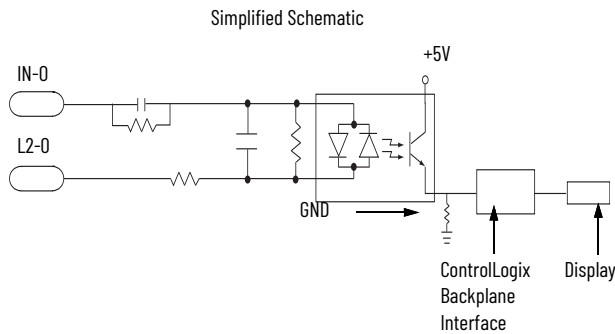 Simplified Schematic
+5V
IN-0
L2-0
GND
ControlLogix
Backplane
Interface
Display